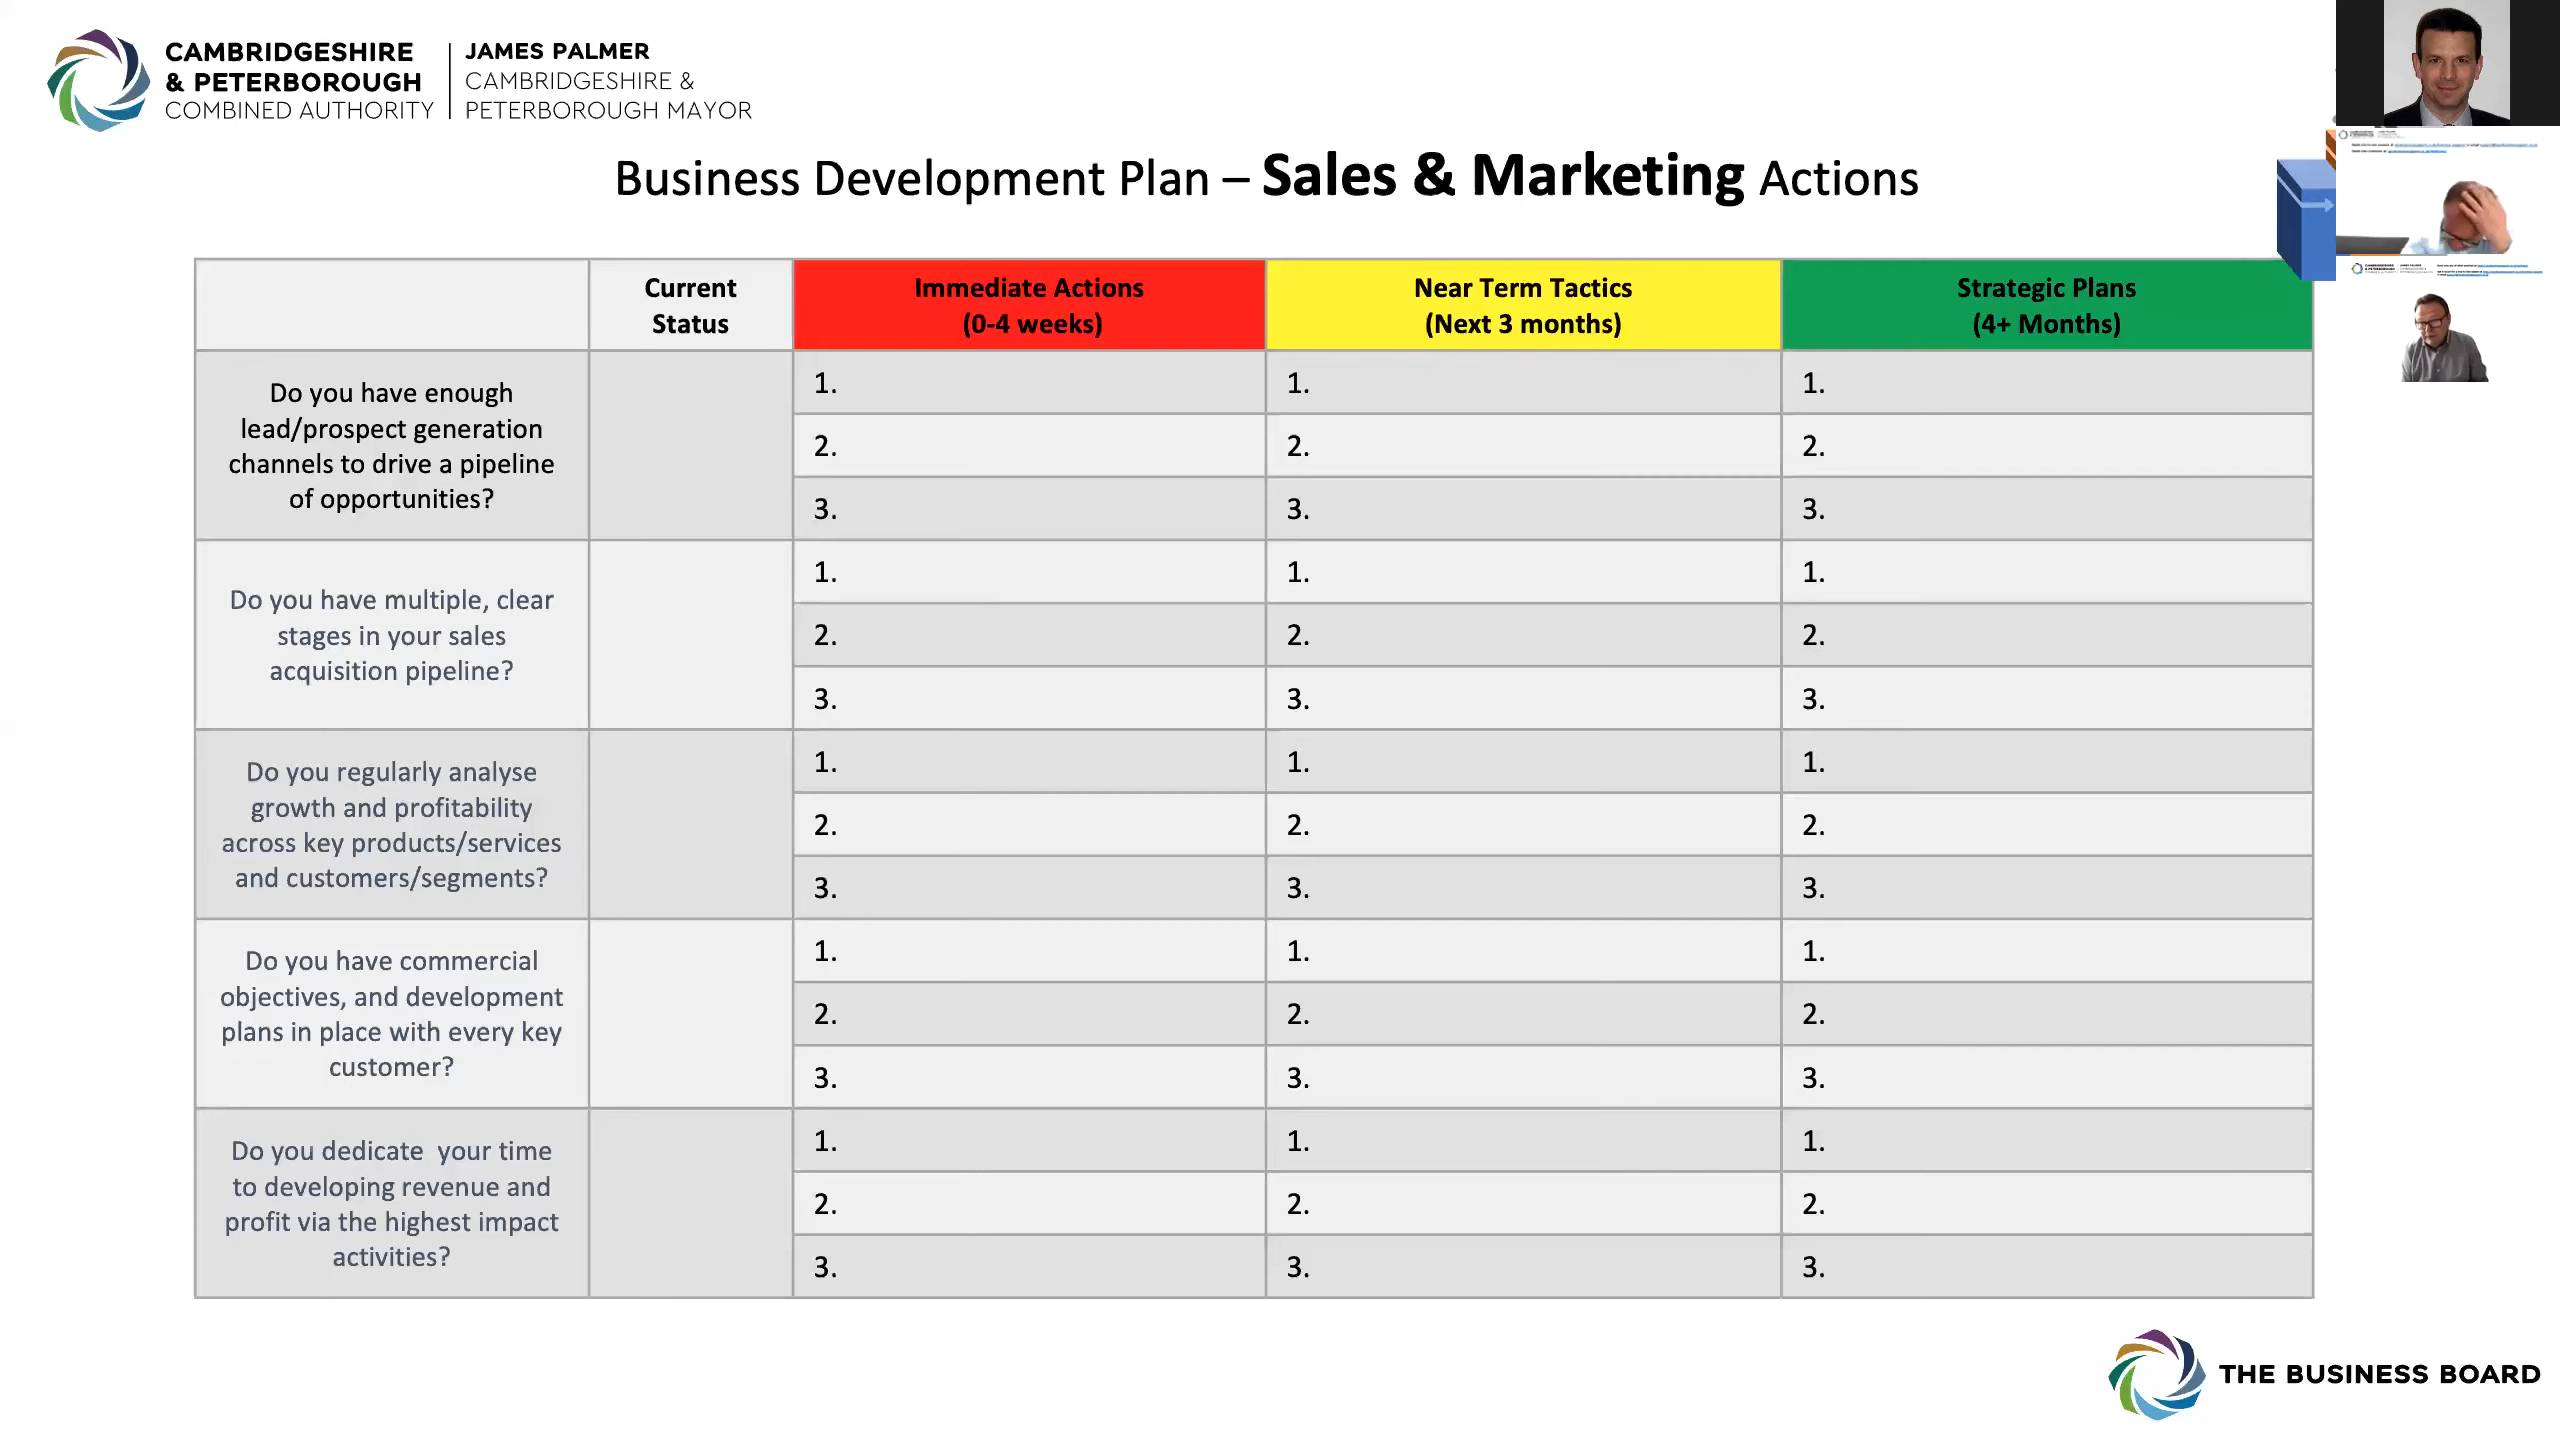 CAMBRIDGESHIRE
& PETERBOROUGH
COMBINED AUTHORITY
JAMES PALMER
CAMBRIDGESHIRE &
PETERBOROUGH MAYOR
Business Development Plan – Sales & Marketing Actions
Current
Status
Immediate Actions
(0-4 weeks)
Near Term Tactics
(Next 3 months)
Strategic Plans
(4+ Months)
Do you have enough
lead/prospect generation
channels to drive a pipeline
of opportunities?
1.
1.
1.
2.
2.
2.
3.
3.
3.
Do you have multiple, clear
stages in your sales
acquisition pipeline?
1.
1.
1.
2.
2.
2.
3.
3.
3.
Do you regularly analyse
growth and profitability
across key products/services
and customers/segments?
1.
1.
1.
2.
2.
2.
3.
3.
3.
Do you have commercial
objectives, and development
plans in place with every key
customer?
1.
1.
1.
2.
2.
2.
3.
3.
3.
Do you dedicate  your time
to developing revenue and
profit via the highest impact
activities?
1.
1.
1.
2.
2.
2.
3.
3.
3.
THE BUSINESS BOARD